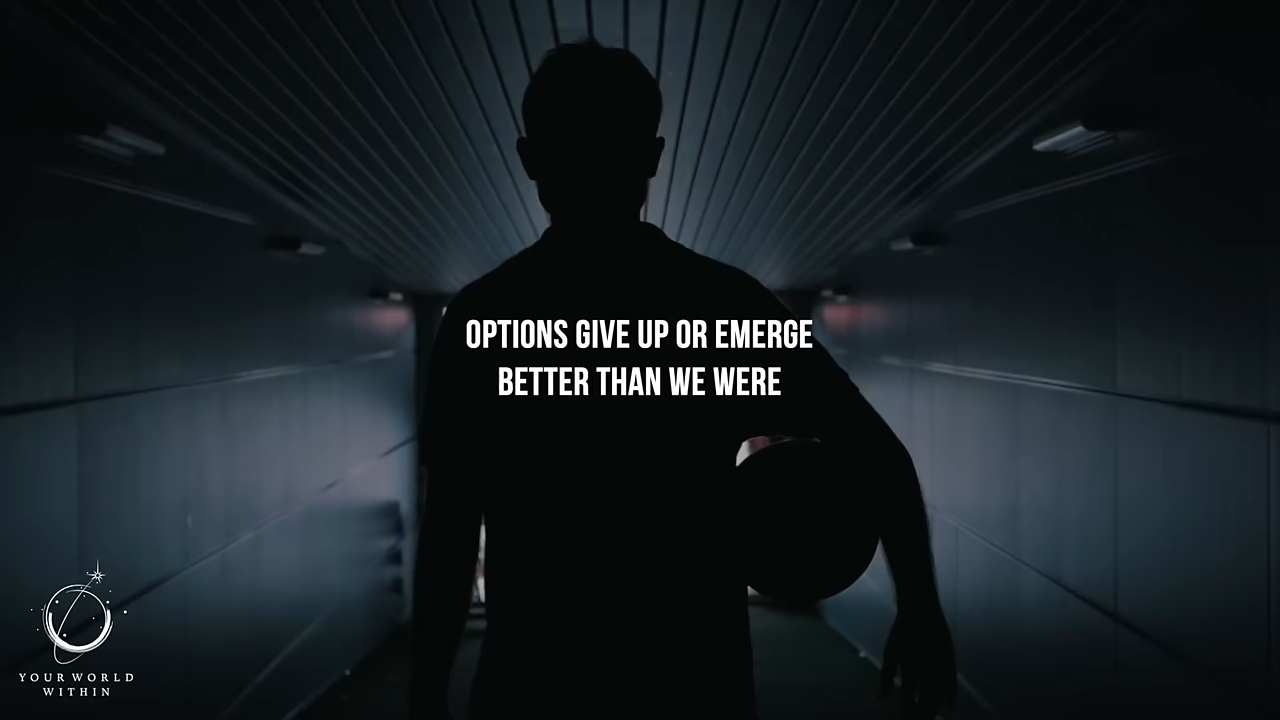 OPTIONS GIVE UP OR EMERGE
BETTER THAN WE WERE
YOUR WORLD
WITHIN